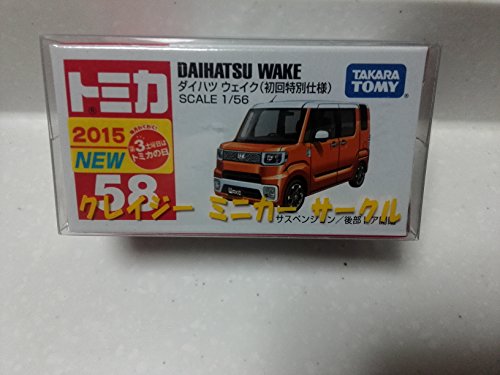 トミカ
DAIHATSU WAKE
ダイハツ ウェイク(初回特別仕様)
SCALE 1/56
TAKARA
TOMY
2015
NEW
第3土曜日は
トミカの日
58
クレイジー ミニカー サークル
サスペンション/後部ドア開閉